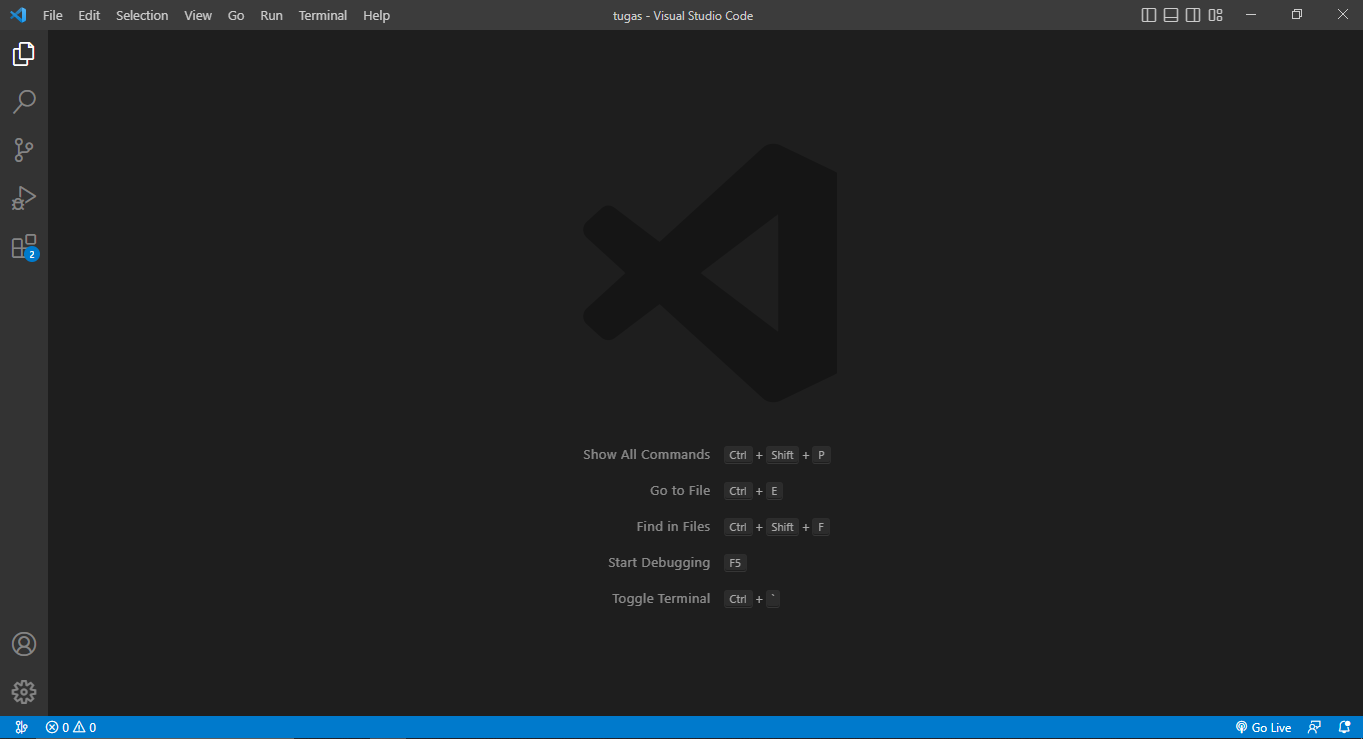 File Edit Selection View Go Run Terminal Help tugas - Visual Studio Code
2
Show All Commands Ctrl + Shift + P
Go to File Ctrl + E
Find in Files Ctrl + Shift + F
Start Debugging F5
Toggle Terminal Ctrl + `
0 0 Go Live